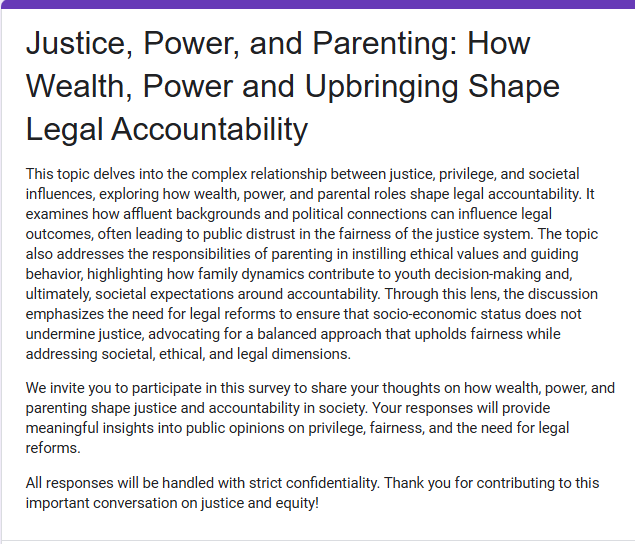 Justice, Power, and Parenting: How
Wealth, Power and Upbringing Shape
Legal Accountability
This topic delves into the complex relationship between justice, privilege, and societal
influences, exploring how wealth, power, and parental roles shape legal accountability. It
examines how affluent backgrounds and political connections can influence legal
outcomes, often leading to public distrust in the fairness of the justice system. The topic
also addresses the responsibilities of parenting in instilling ethical values and guiding
behavior, highlighting how family dynamics contribute to youth decision-making and,
ultimately, societal expectations around accountability. Through this lens, the discussion
emphasizes the need for legal reforms to ensure that socio-economic status does not
undermine justice, advocating for a balanced approach that upholds fairness while
addressing societal, ethical, and legal dimensions.
We invite you to participate in this survey to share your thoughts on how wealth, power, and
parenting shape justice and accountability in society. Your responses will provide
meaningful insights into public opinions on privilege, fairness, and the need for legal
reforms.
All responses will be handled with strict confidentiality. Thank you for contributing to this
important conversation on justice and equity!